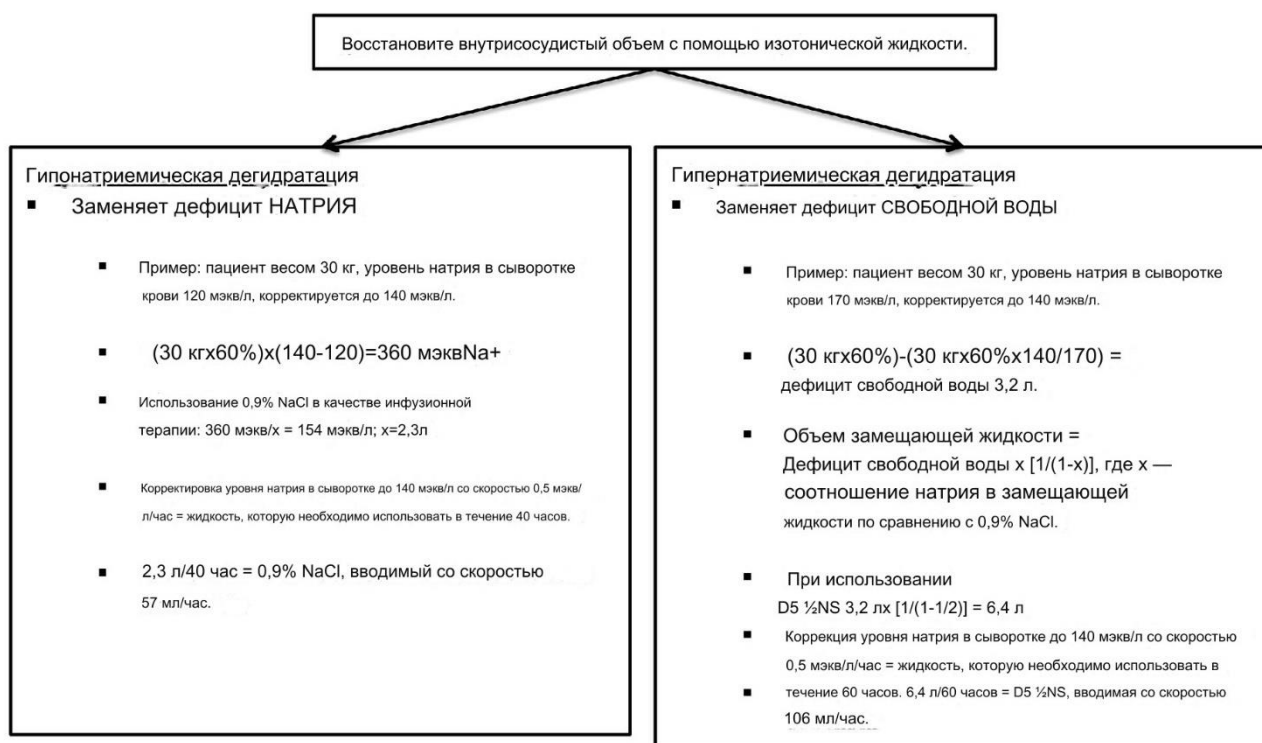 Восстановите внутрисосудистый объем с помощью изотонической жидкости.
Гипонатриемическая дегидратация
▪ Заменяет дефицит НАТРИЯ
▪ Пример: пациент весом 30 кг, уровень натрия в сыворотке
крови 120 мэкв/л, корректируется до 140 мэкв/л.
▪ (30 кгх60%)х(140-120)=360 мэквNa+
▪ Использование 0,9% NaCl в качестве инфузионной
терапии: 360 мэкв/х = 154 мэкв/л; х=2,3л
▪ Корректировка уровня натрия в сыворотке до 140 мэкв/л со скоростью 0,5 мэкв/
л/час = жидкость, которую необходимо использовать в течение 40 часов.
▪ 2,3 л/40 час = 0,9% NaCl, вводимый со скоростью
57 мл/час.
Гипернатриемическая дегидратация
▪ Заменяет дефицит СВОБОДНОЙ ВОДЫ
▪ Пример: пациент весом 30 кг, уровень натрия в сыворотке
крови 170 мэкв/л, корректируется до 140 мэкв/л.
▪ (30 кгх60%)-(30 кгх60%х140/170) =
дефицит свободной воды 3,2 л.
▪ Объем замещающей жидкости =
Дефицит свободной воды х [1/(1-х)], где х —
соотношение натрия в замещающей
жидкости по сравнению с 0,9% NaCl.
▪ При использовании
D5 ½NS 3,2 лх [1/(1-1/2)] = 6,4 л
▪ Коррекция уровня натрия в сыворотке до 140 мэкв/л со скоростью
0,5 мэкв/л/час = жидкость, которую необходимо использовать в
▪ течение 60 часов. 6,4 л/60 часов = D5 ½NS, вводимая со скоростью
106 мл/час.